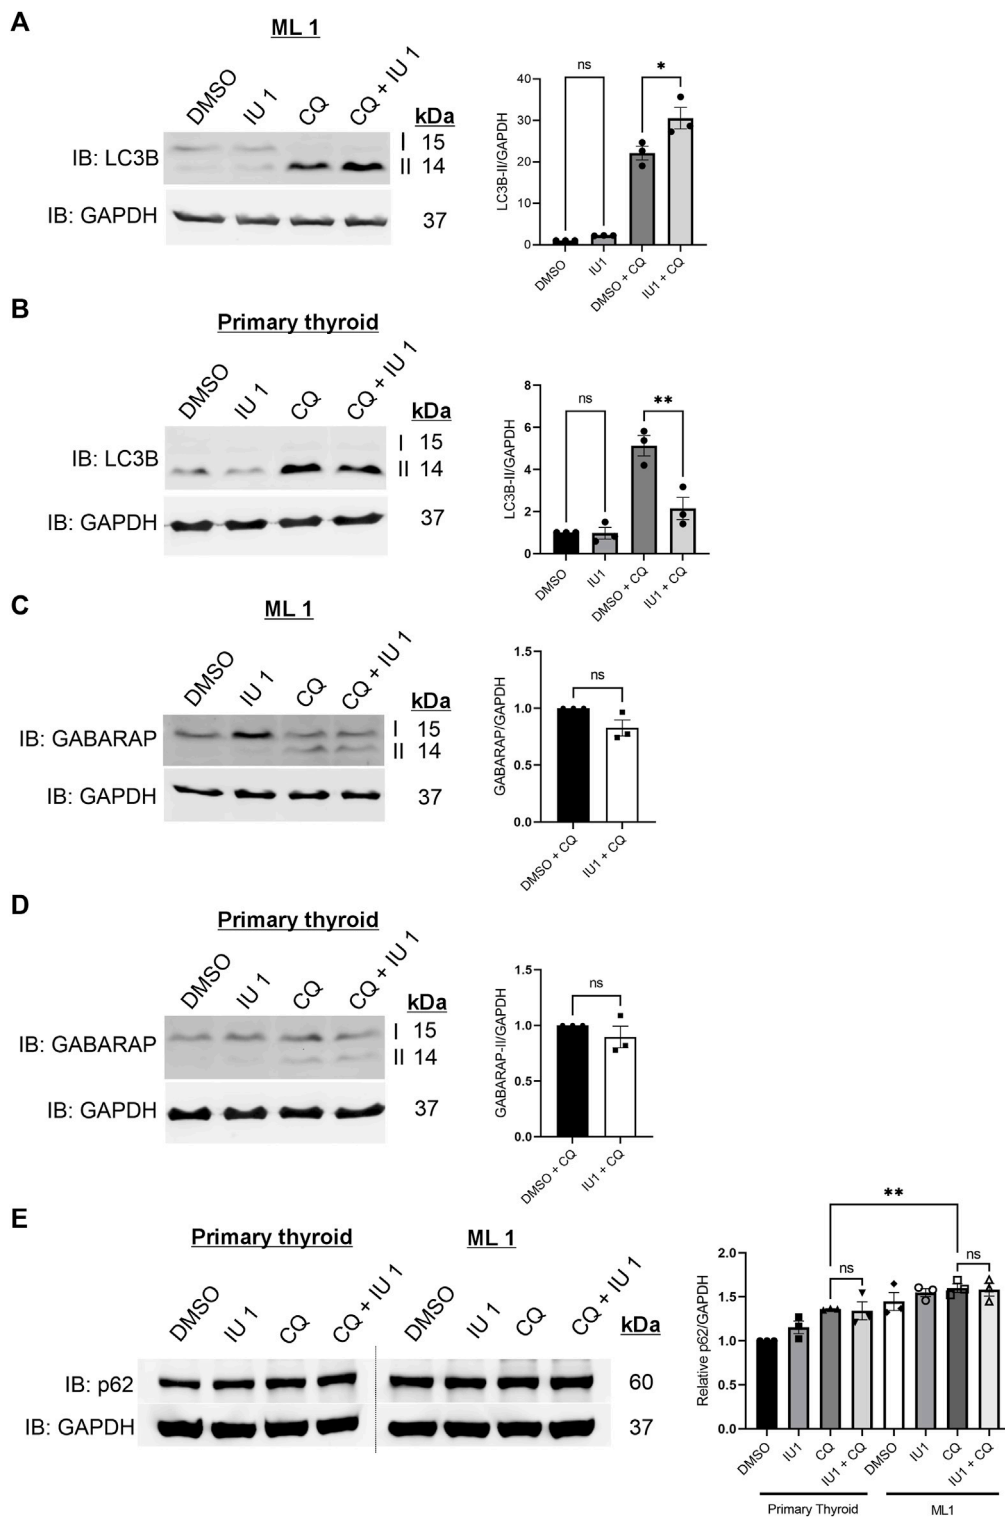 A
ML 1
DMSO
IU 1
CQ
CQ + IU 1
kDa
IB: LC3B
I 15
II 14
IB: GAPDH
37
ns
*
LC3B-II/GAPDH
40
30
20
10
0
DMSO
IU1
DMSO + CQ
IU1 + CQ
B
Primary thyroid
DMSO
IU 1
CQ
CQ + IU 1
kDa
IB: LC3B
I 15
II 14
IB: GAPDH
37
ns
**
LC3B-II/GAPDH
8
6
4
2
0
DMSO
IU1
DMSO + CQ
IU1 + CQ
C
ML 1
DMSO
IU 1
CQ
CQ + IU 1
kDa
IB: GABARAP
I 15
II 14
IB: GAPDH
37
ns
GABARAP/GAPDH
1.5
1.0
0.5
0.0
DMSO + CQ
IU1 + CQ
D
Primary thyroid
DMSO
IU 1
CQ
CQ + IU 1
kDa
IB: GABARAP
I 15
II 14
IB: GAPDH
37
ns
GABARAP-II/GAPDH
1.5
1.0
0.5
0.0
DMSO + CQ
IU1 + CQ
E
Primary thyroid
ML 1
DMSO
IU 1
CQ
CQ + IU 1
DMSO
IU 1
CQ
CQ + IU 1
kDa
IB: p62
60
IB: GAPDH
37
**
ns
ns
Relative p62/GAPDH
2.0
1.5
1.0
0.5
0.0
DMSO
IU1
CQ
IU1 + CQ
DMSO
IU1
CQ
IU1 + CQ
Primary Thyroid
ML1